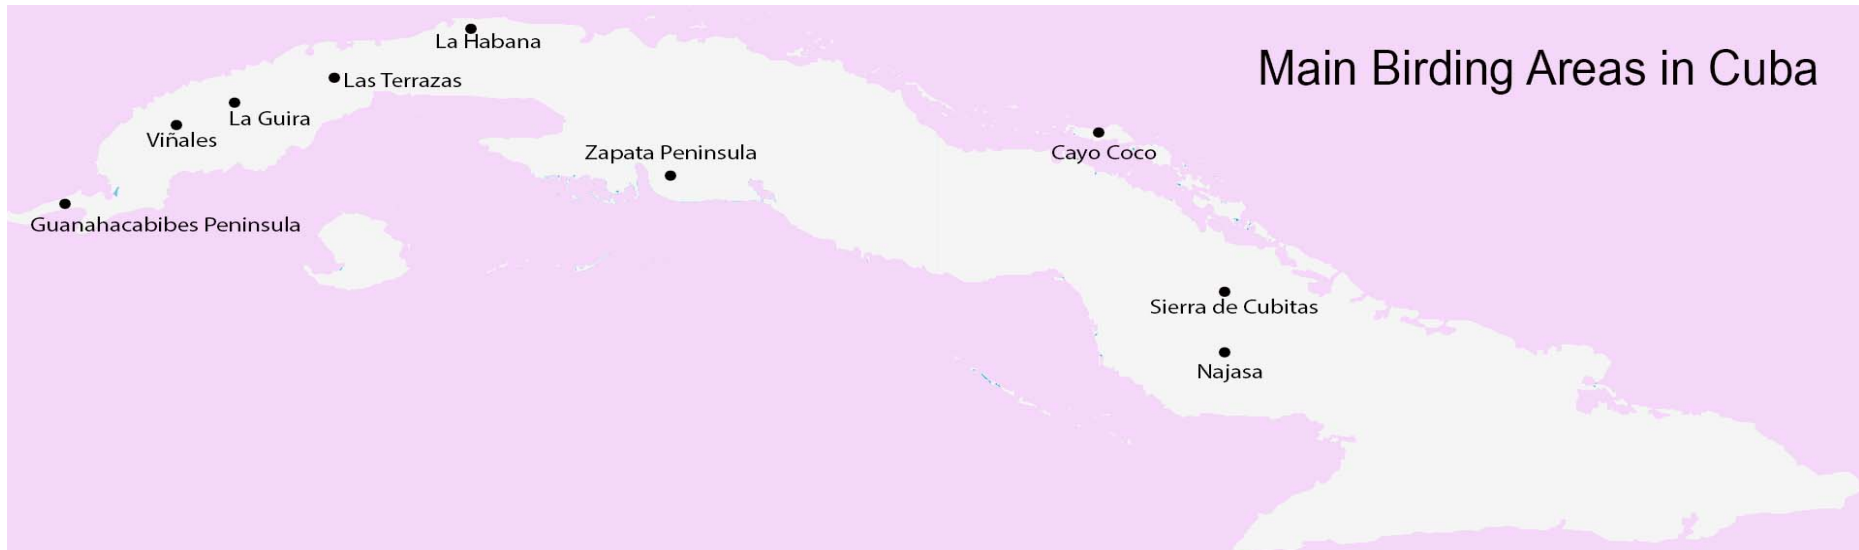 La Habana
Main Birding Areas in Cuba
Las Terrazas
La Guira
Viñales
Zapata Peninsula
Cayo Coco
Guanahacabibes Peninsula
Sierra de Cubitas
Najasa